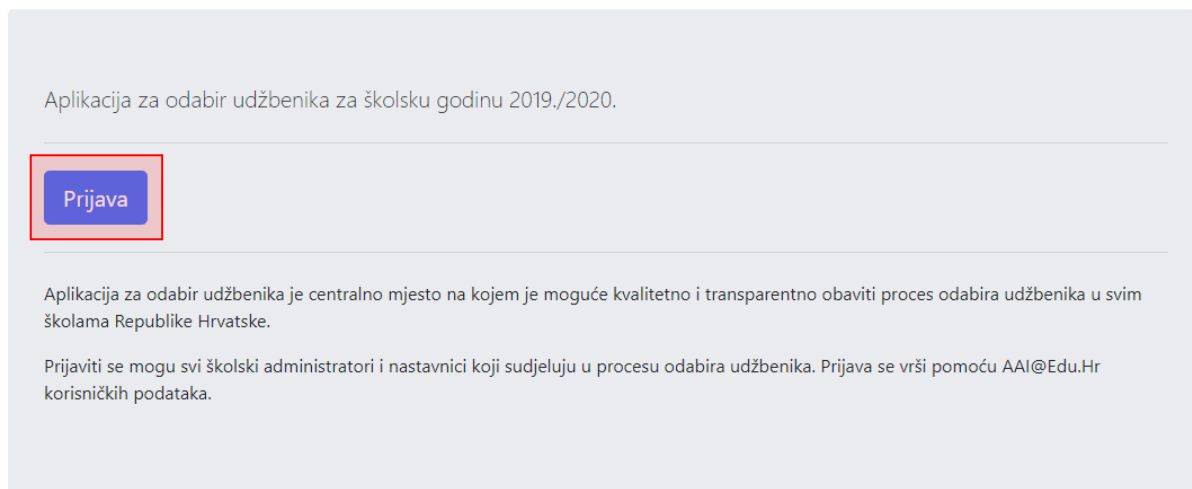 Aplikacija za odabir udžbenika za školsku godinu 2019./2020.
Prijava
Aplikacija za odabir udžbenika je centralno mjesto na kojem je moguće kvalitetno i transparentno obaviti proces odabira udžbenika u svim
školama Republike Hrvatske.
Prijaviti se mogu svi školski administratori i nastavnici koji sudjeluju u procesu odabira udžbenika. Prijava se vrši pomoću AAI@Edu.Hr
korisničkih podataka.